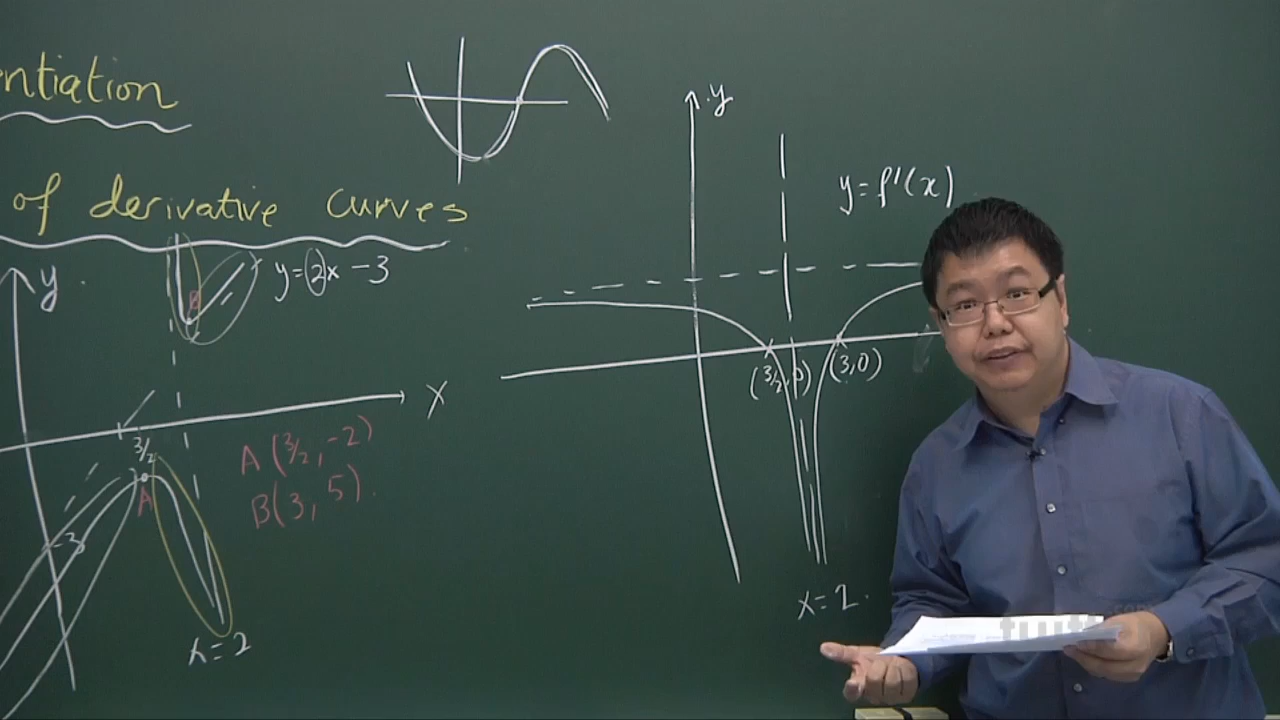 ntiation
of derivative curves
y
y=2x-3
B
x
3/2
A(3/2,-2)
B(3,5).
A
-3
x=2
y
y=f'(x)
(3/2,0)
(3,0)
x=2.